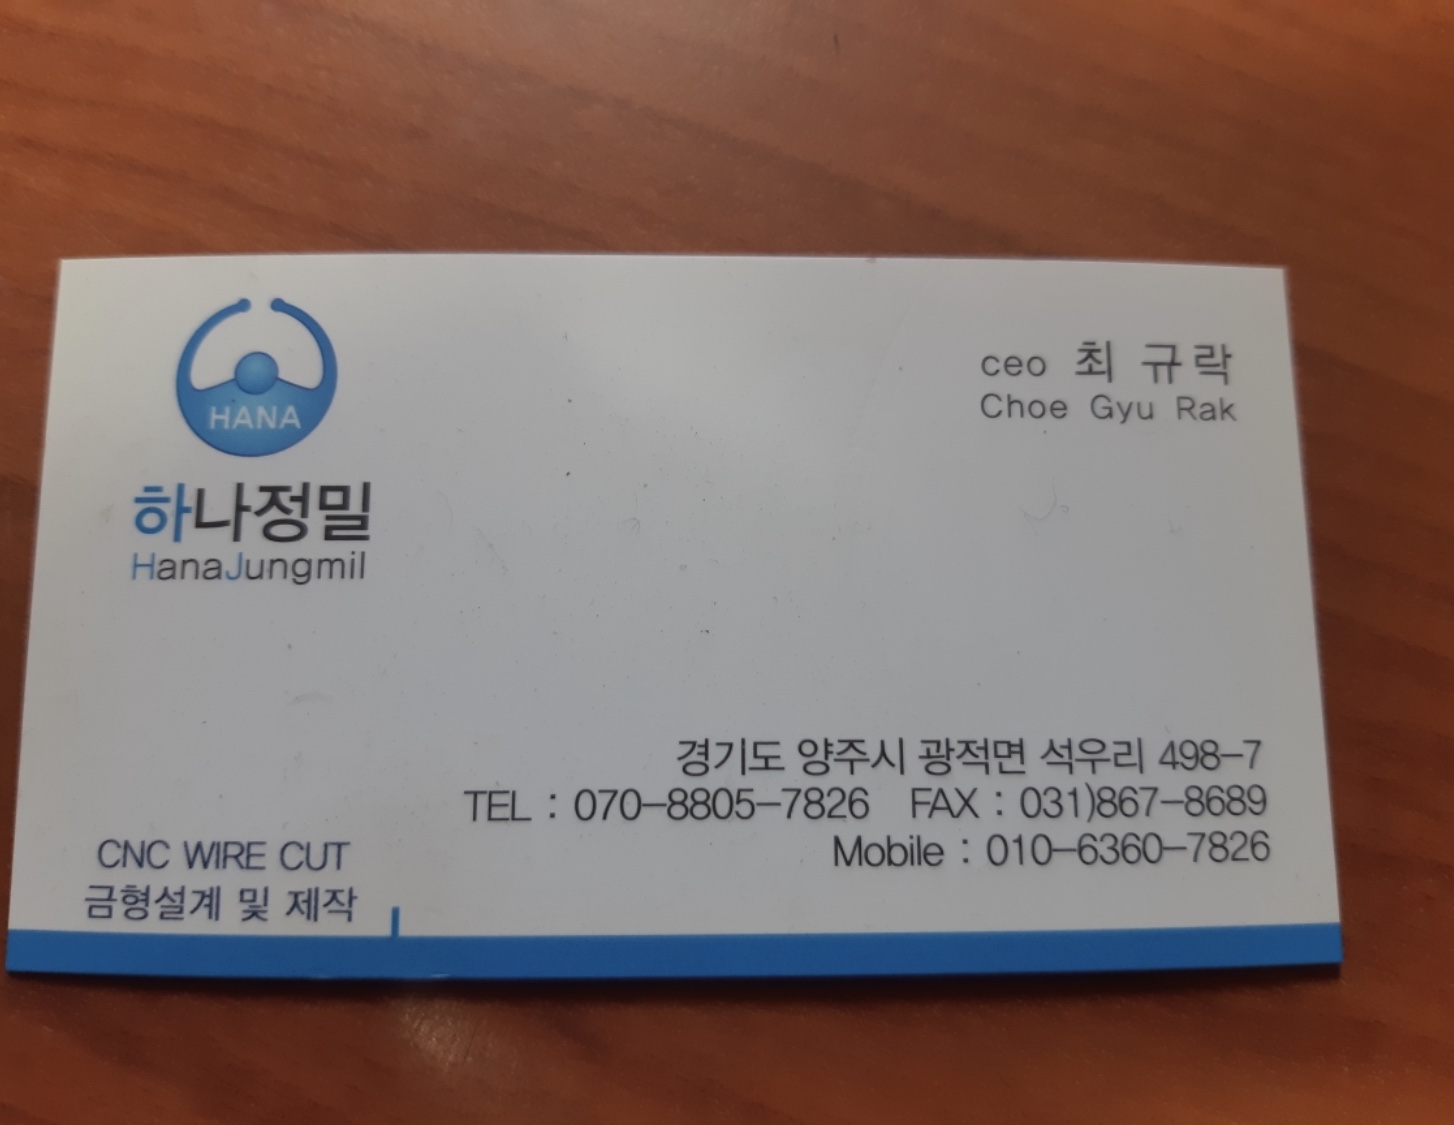 HANA
하나정밀
HanaJungmil
ceo 최 규락
Choe Gyu Rak
경기도 양주시 광적면 석우리 498-7
TEL : 070-8805-7826 FAX : 031)867-8689
Mobile : 010-6360-7826
CNC WIRE CUT
금형설계 및 제작